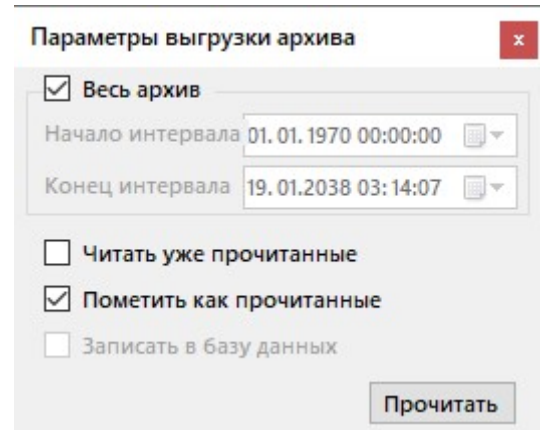 Параметры выгрузки архива
x
Весь архив
Начало интервала 01.01.1970 00:00:00
Конец интервала 19.01.2038 03:14:07
Читать уже прочитанные
Пометить как прочитанные
Записать в базу данных
Прочитать